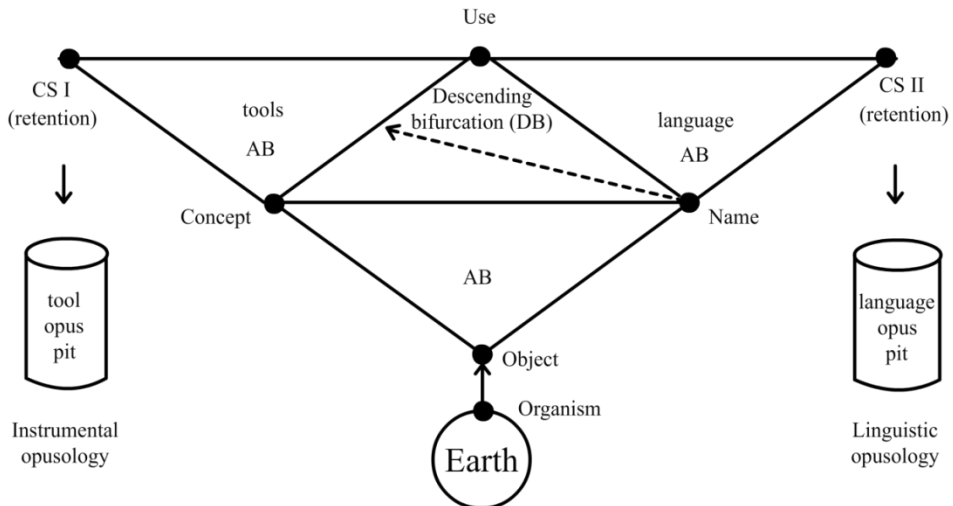 Use
CS I
(retention)
tools
AB
Descending
bifurcation (DB)
language
AB
CS II
(retention)
Concept
Name
AB
tool
opus
pit
language
opus
pit
Object
Organism
Earth
Instrumental
opusology
Linguistic
opusology